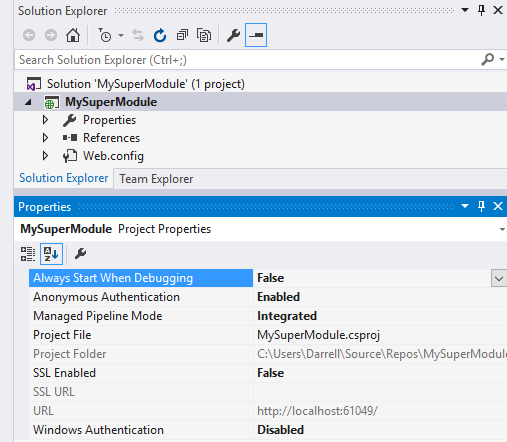 Solution Explorer
Search Solution Explorer (Ctrl+;)
Solution 'MySuperModule' (1 project)
MySuperModule
Properties
References
Web.config
Solution Explorer Team Explorer
Properties
MySuperModule Project Properties
Always Start When Debugging False
Anonymous Authentication Enabled
Managed Pipeline Mode Integrated
Project File MySuperModule.csproj
Project Folder C:\Users\Darrell\Source\Repos\MySuperModule
SSL Enabled False
SSL URL
URL http://localhost:61049/
Windows Authentication Disabled